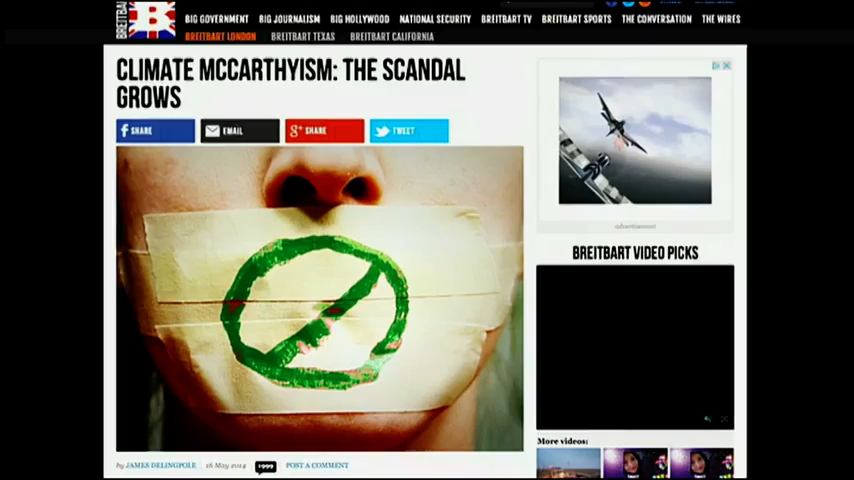 BREITBART
B
BIG GOVERNMENT BIG JOURNALISM BIG HOLLYWOOD NATIONAL SECURITY BREITBART TV BREITBART SPORTS THE CONVERSATION THE WIRES
BREITBART LONDON BREITBART TEXAS BREITBART CALIFORNIA
CLIMATE MCCARTHYISM: THE SCANDAL
GROWS
f SHARE
EMAIL
g+ SHARE
TWEET
advertisement
BREITBART VIDEO PICKS
More videos:
by JAMES DELINGPOLE 16 May 2014
POST A COMMENT